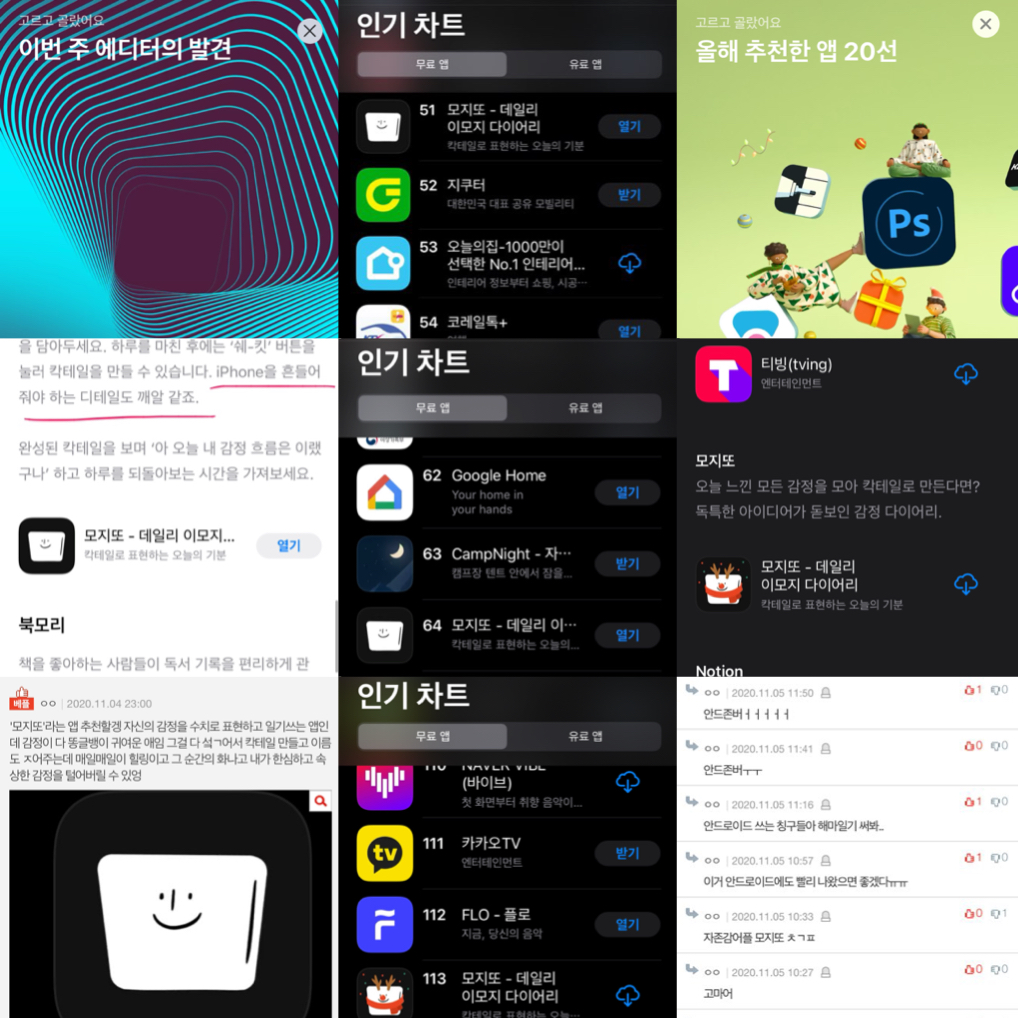 고르고 골랐어요
이번 주 에디터의 발견
을 담아두세요. 하루를 마친 후에는 ‘쉐-킷’ 버튼을
눌러 칵테일을 만들 수 있습니다. iPhone을 흔들어
줘야 하는 디테일도 깨알 같죠.
완성된 칵테일을 보며 ‘아 오늘 내 감정 흐름은 이랬
구나’ 하고 하루를 되돌아보는 시간을 가져보세요.
모지또 - 데일리 이모지...
칵테일로 표현하는 오늘의 기분
열기
북모리
책을 좋아하는 사람들이 독서 기록을 편리하게 관
베플 ㅇㅇ | 2020.11.04 23:00
'모지또'라는 앱 추천할겡 자신의 감정을 수치로 표현하고 일기쓰는 앱인
데 감정이 다 똥글뱅이 귀여운 애임 그걸 다 섞ㄱ어서 칵테일 만들고 이름
도 ㅈ어주는데 매일매일이 힐링이고 그 순간의 화나고 내가 한심하고 속
상한 감정을 털어버릴 수 있엉
인기 차트
무료 앱 유료 앱
51 모지또 - 데일리
이모지 다이어리
칵테일로 표현하는 오늘의 기분
열기
52 지쿠터
대한민국 대표 공유 모빌리티
받기
53 오늘의집-1000만이
선택한 No.1 인테리어...
인테리어 정보부터 쇼핑, 시공...
54 코레일톡+
열기
인기 차트
무료 앱 유료 앱
62 Google Home
Your home in
your hands
열기
63 CampNight - 자...
캠프장 텐트 안에서 잠을...
받기
64 모지또 - 데일리 이...
칵테일로 표현하는 오늘의...
열기
인기 차트
무료 앱 유료 앱
110 NAVER VIBE
(바이브)
첫 화면부터 취향 음악이...
tv
111 카카오TV
엔터테인먼트
받기
112 FLO - 플로
지금, 당신의 음악
열기
113 모지또 - 데일리
이모지 다이어리
칵테일로 표현하는 오늘...
고르고 골랐어요
올해 추천한 앱 20선
Ps
티빙(tving)
엔터테인먼트
모지또
오늘 느낀 모든 감정을 모아 칵테일로 만든다면?
독특한 아이디어가 돋보인 감정 다이어리.
모지또 - 데일리
이모지 다이어리
칵테일로 표현하는 오늘의 기분
Notion
ㅇㅇ | 2020.11.05 11:50 1 0
안드존버ㅓㅓㅓㅓㅓ
ㅇㅇ | 2020.11.05 11:41 0 0
안드존버ㅜㅜ
ㅇㅇ | 2020.11.05 11:16 1 0
안드로이드 쓰는 칭구들아 해마일기 써봐..
ㅇㅇ | 2020.11.05 10:57 1 0
이거 안드로이드에도 빨리 나왔으면 좋겠다ㅠㅠ
ㅇㅇ | 2020.11.05 10:33 0 1
자존감어플 모지또 ㅊㄱㅍ
ㅇㅇ | 2020.11.05 10:27 0 0
고마어